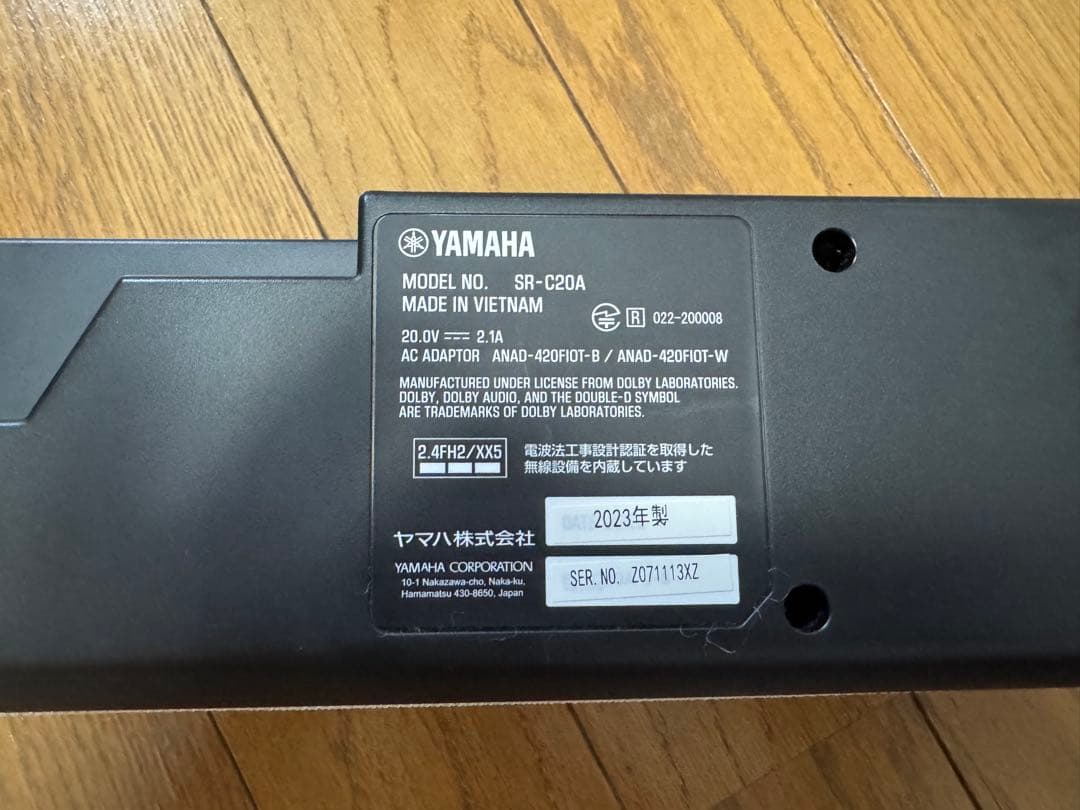 YAMAHA
MODEL NO. SR-C20A
MADE IN VIETNAM
R 022-200008
20.0V ⎓ 2.1A
AC ADAPTOR ANAD-420FIOT-B / ANAD-420FIOT-W
MANUFACTURED UNDER LICENSE FROM DOLBY LABORATORIES.
DOLBY, DOLBY AUDIO, AND THE DOUBLE-D SYMBOL
ARE TRADEMARKS OF DOLBY LABORATORIES.
2.4FH2/XX5
電波法工事設計認証を取得した
無線設備を内蔵しています
2023年製
ヤマハ株式会社
YAMAHA CORPORATION
10-1 Nakazawa-cho, Naka-ku,
Hamamatsu 430-8650, Japan
SER. NO. Z071113XZ